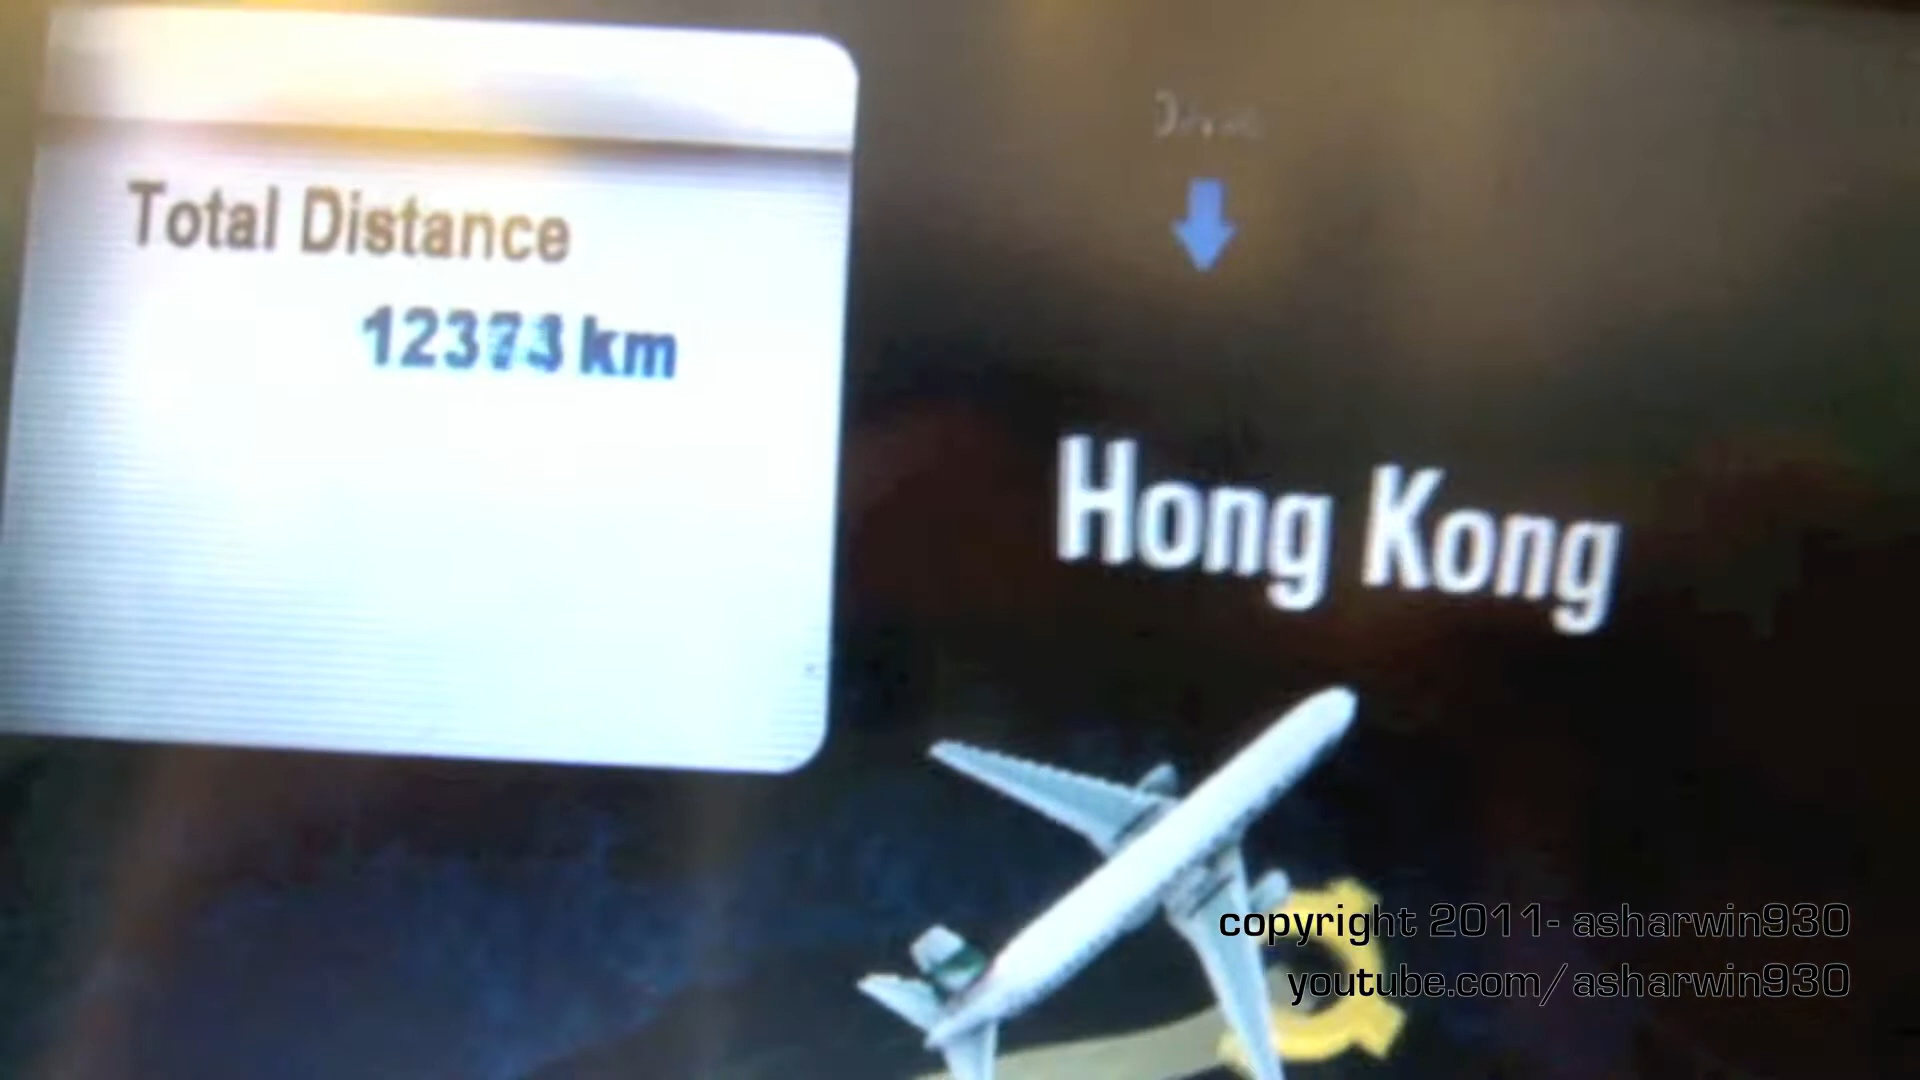 Total Distance
km
Hong Kong
copyright 2011- asharwin930
youtube.com/asharwin930